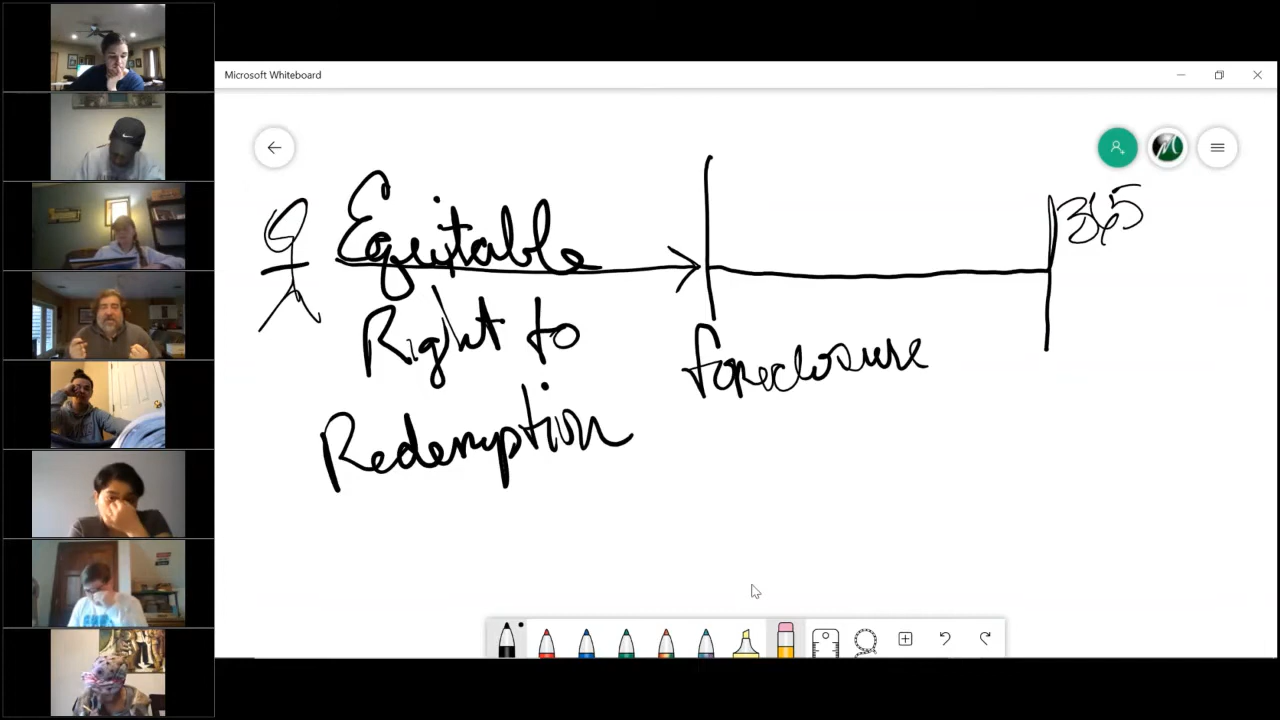 Microsoft Whiteboard
Equitable
Right to
Redemption
foreclosure
365